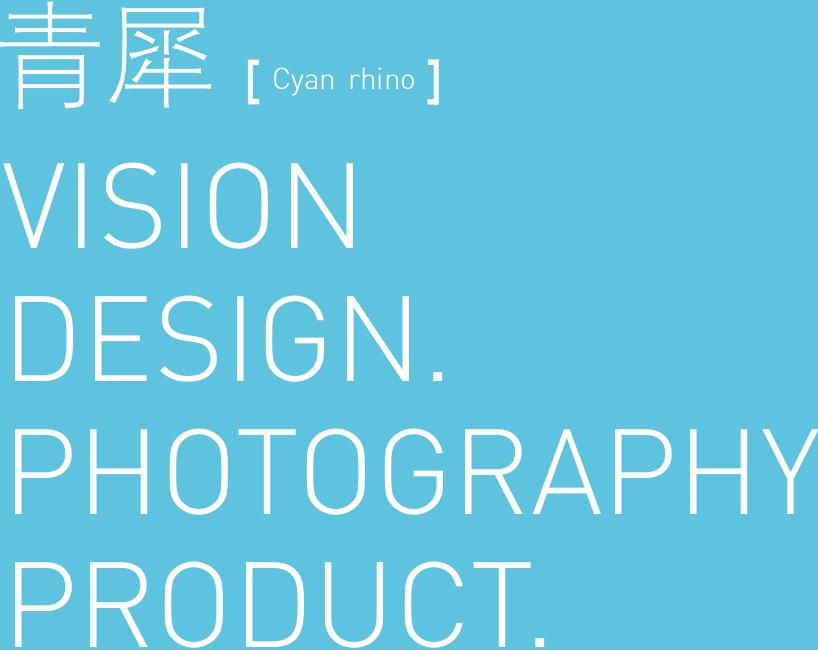 青犀 [ Cyan rhino ]
VISION
DESIGN.
PHOTOGRAPHY
PRODUCT.